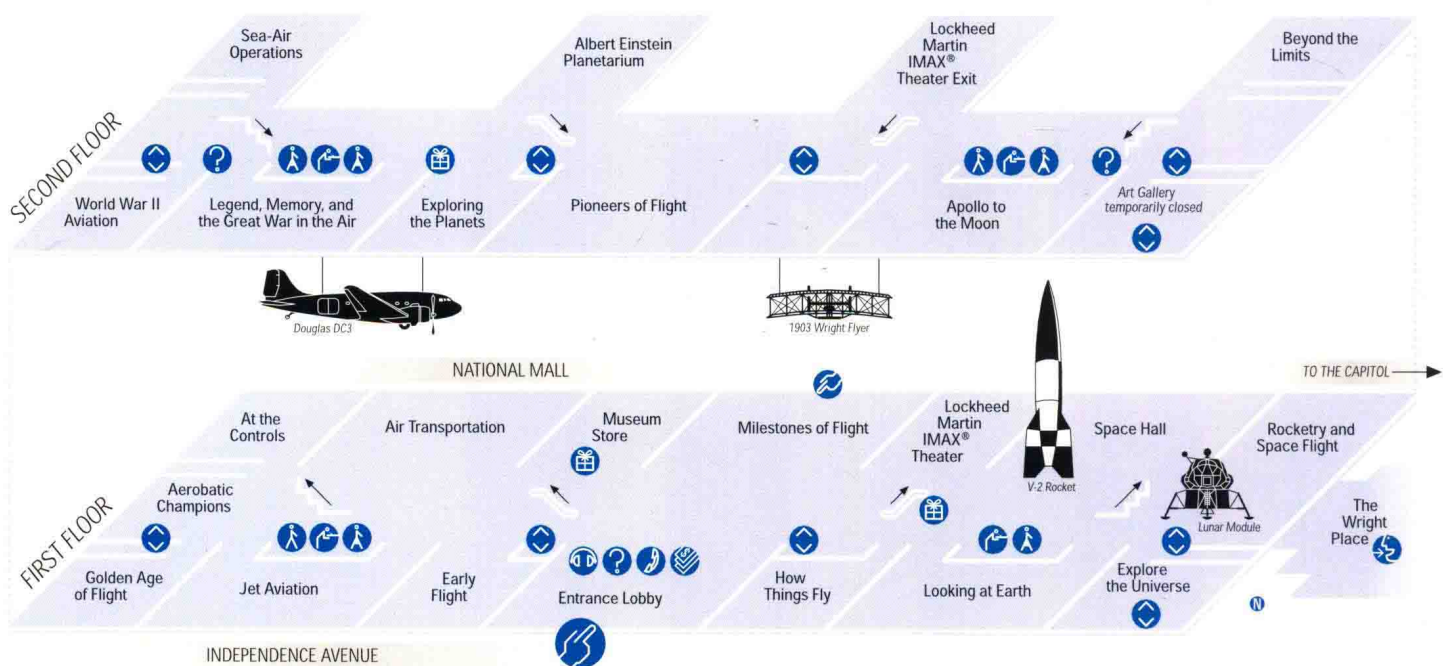 Sea-Air
Operations
Albert Einstein
Planetarium
Lockheed
Martin
IMAX®
Theater Exit
Beyond the
Limits
SECOND FLOOR
?
?
World War II
Aviation
Legend, Memory, and
the Great War in the Air
Exploring
the Planets
Pioneers of Flight
Apollo to
the Moon
Art Gallery
temporarily closed
Douglas DC3
1903 Wright Flyer
NATIONAL MALL
TO THE CAPITOL
At the
Controls
Air Transportation
Museum
Store
Milestones of Flight
Lockheed
Martin
IMAX®
Theater
V-2 Rocket
Space Hall
Lunar Module
Rocketry and
Space Flight
Aerobatic
Champions
The
Wright
Place
FIRST FLOOR
?
$
Golden Age
of Flight
Jet Aviation
Early
Flight
Entrance Lobby
How
Things Fly
Looking at Earth
Explore
the Universe
N
INDEPENDENCE AVENUE